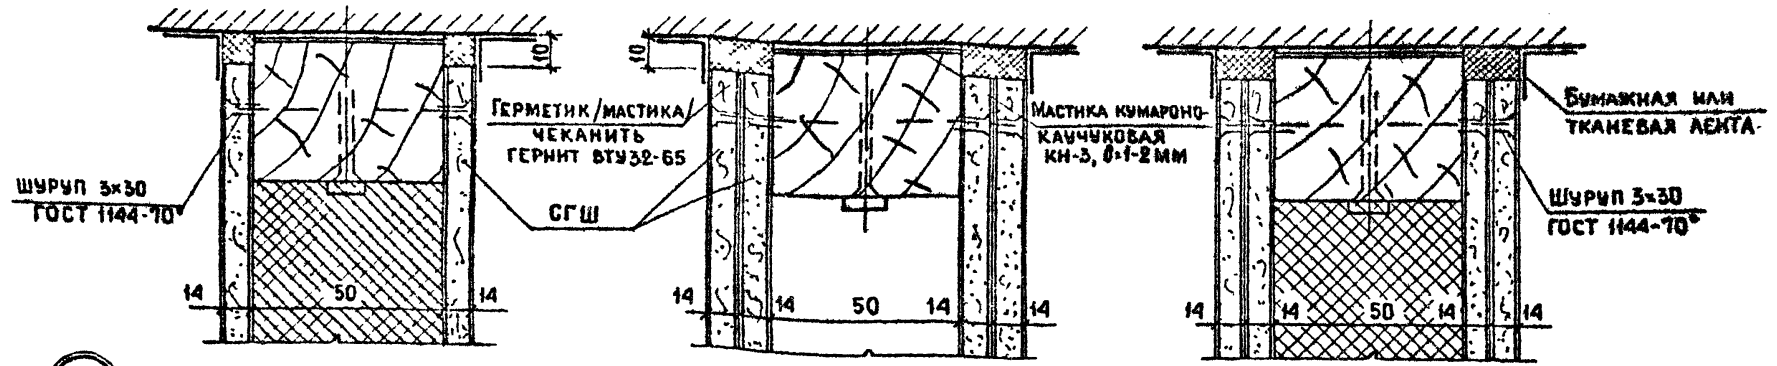 10
10
ГЕРМЕТИК/МАСТИКА/
ЧЕКАНИТЬ
ГЕРНИТ ВТУ32-65
МАСТИКА КУМАРОНО-
КАУЧУКОВАЯ
КН-3, δ=1-2ММ
БУМАЖНАЯ ИЛИ
ТКАНЕВАЯ ЛЕНТА.
ШУРУП 3×30
ГОСТ 1144-70*
СГШ
ШУРУП 3×30
ГОСТ 1144-70*
14 50 14
14 14 50 14 14
14 14 50 14 14